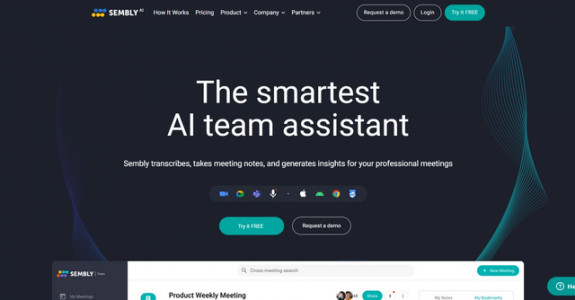 SEMBLY AI
How It Works Pricing Product Company Partners
Request a demo Login Try it FREE
The smartest
AI team assistant
Sembly transcribes, takes meeting notes, and generates insights for your professional meetings
Try it FREE Request a demo
SEMBLY Team
Cross-meeting search
+ New Meeting
My Meetings
Product Weekly Meeting
Share
My Notes My Bookmarks